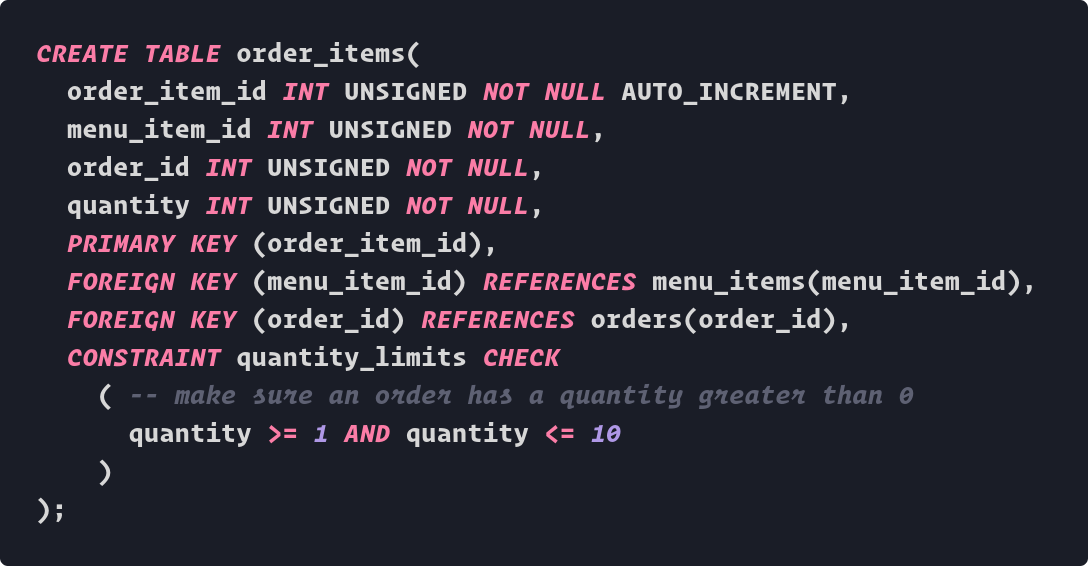 CREATE TABLE order_items(
  order_item_id INT UNSIGNED NOT NULL AUTO_INCREMENT,
  menu_item_id INT UNSIGNED NOT NULL,
  order_id INT UNSIGNED NOT NULL,
  quantity INT UNSIGNED NOT NULL,
  PRIMARY KEY (order_item_id),
  FOREIGN KEY (menu_item_id) REFERENCES menu_items(menu_item_id),
  FOREIGN KEY (order_id) REFERENCES orders(order_id),
  CONSTRAINT quantity_limits CHECK
    ( -- make sure an order has a quantity greater than 0
      quantity >= 1 AND quantity <= 10
    )
);